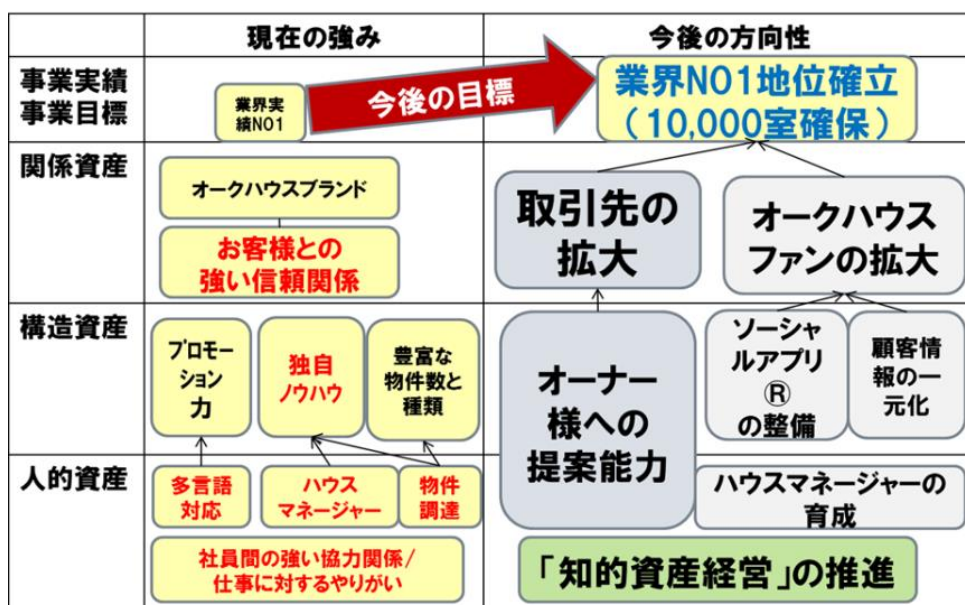 現在の強み
今後の方向性
事業実績
事業目標
業界実
績NO1
今後の目標
業界NO1地位確立
（10,000室確保）
関係資産
オークハウスブランド
お客様との
強い信頼関係
取引先の
拡大
オークハウス
ファンの拡大
構造資産
プロモー
ション
力
独自
ノウハウ
豊富な
物件数と
種類
オーナー
様への
提案能力
ソーシャ
ルアプリ
Ⓡ
の整備
顧客情
報の一
元化
人的資産
多言語
対応
ハウス
マネージャー
物件
調達
ハウスマネージャーの
育成
社員間の強い協力関係/
仕事に対するやりがい
「知的資産経営」の推進